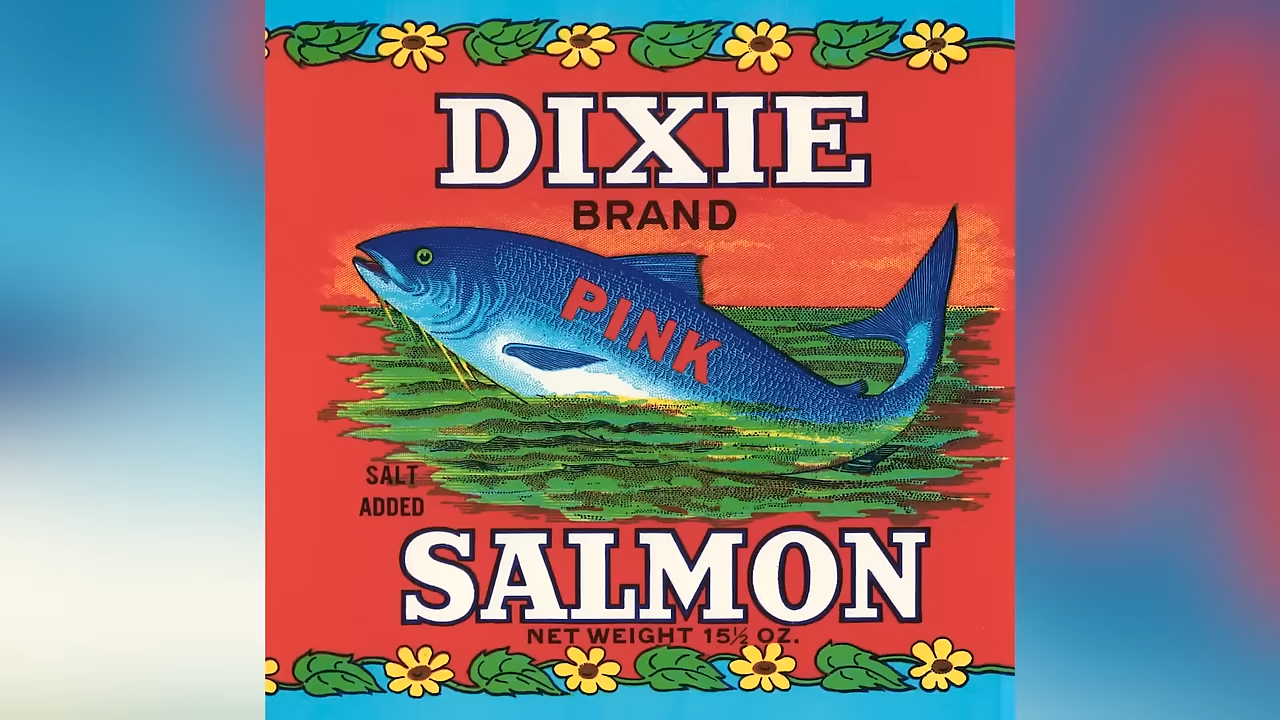 DIXIE
BRAND
PINK
SALT
ADDED
SALMON
NET WEIGHT 15½ OZ.